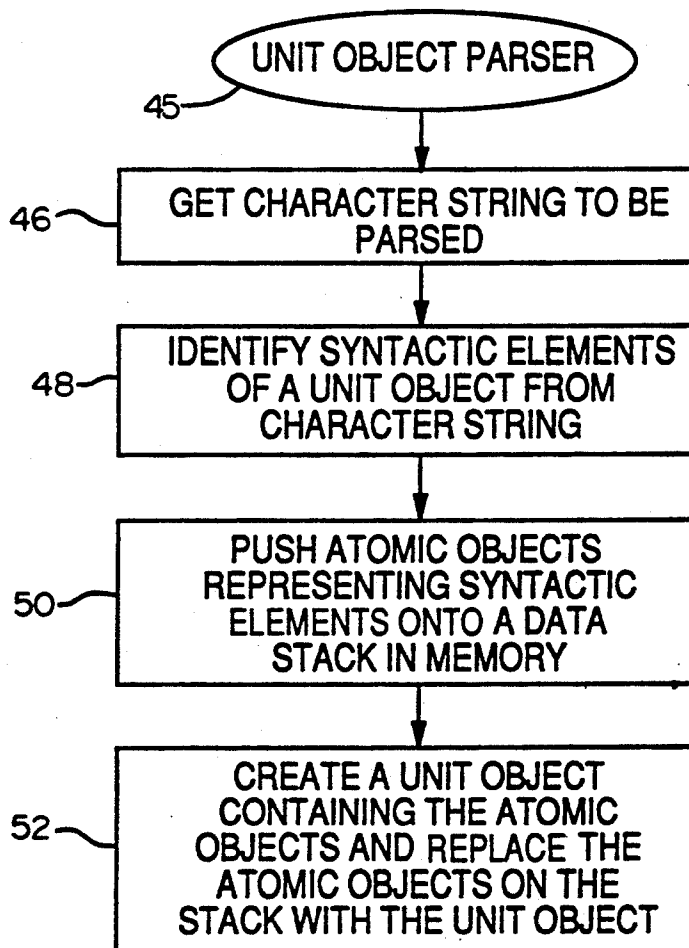 UNIT OBJECT PARSER
45
GET CHARACTER STRING TO BE
PARSED
46
IDENTIFY SYNTACTIC ELEMENTS
OF A UNIT OBJECT FROM
CHARACTER STRING
48
PUSH ATOMIC OBJECTS
REPRESENTING SYNTACTIC
ELEMENTS ONTO A DATA
STACK IN MEMORY
50
CREATE A UNIT OBJECT
CONTAINING THE ATOMIC
OBJECTS AND REPLACE THE
ATOMIC OBJECTS ON THE
STACK WITH THE UNIT OBJECT
52